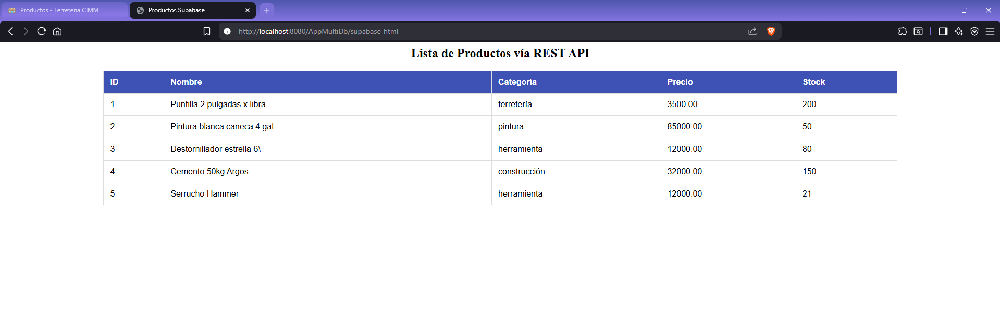 Productos - Ferretería CIMM
Productos Supabase
http://localhost:8080/AppMultiDb/supabase-html
Lista de Productos vía REST API
ID Nombre Categoría Precio Stock
1 Puntilla 2 pulgadas x libra ferretería 3500.00 200
2 Pintura blanca caneca 4 gal pintura 85000.00 50
3 Destornillador estrella 6\ herramienta 12000.00 80
4 Cemento 50kg Argos construcción 32000.00 150
5 Serrucho Hammer herramienta 12000.00 21